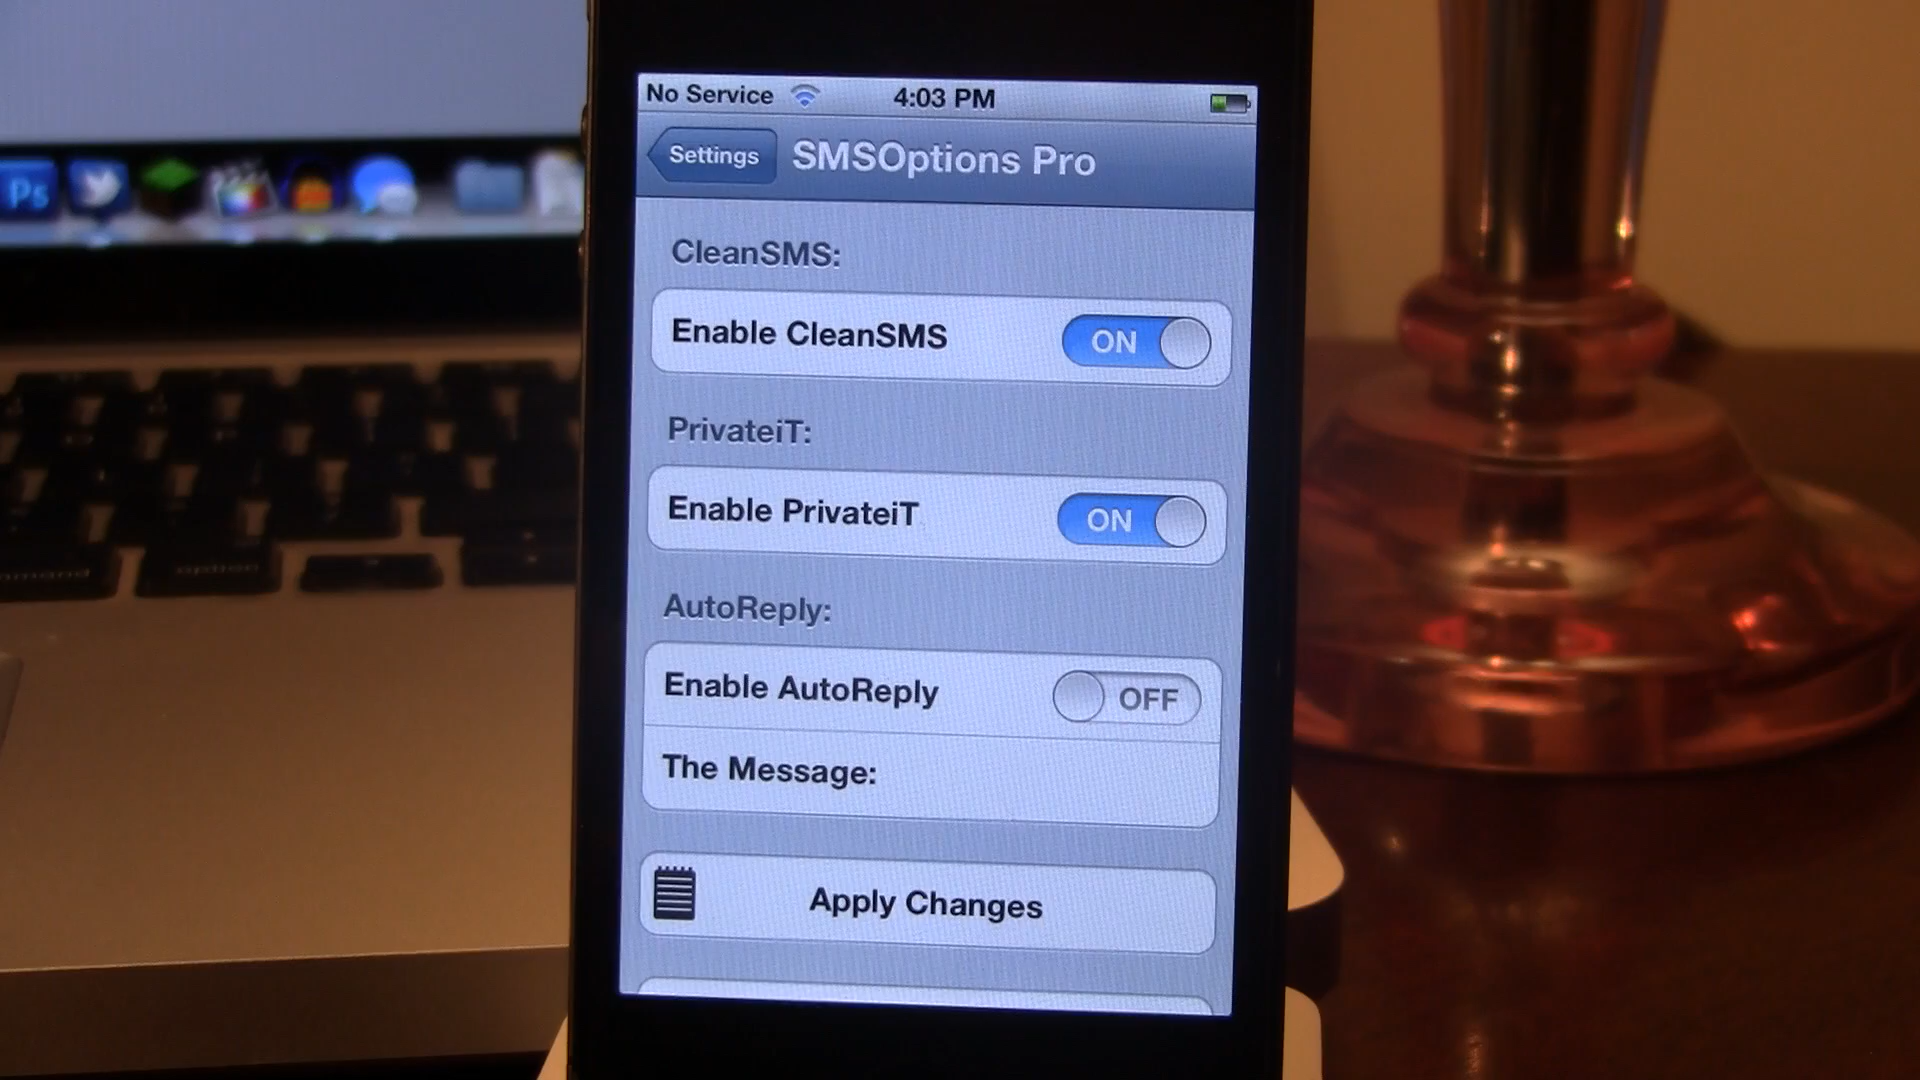 No Service 4:03 PM
Settings SMSOptions Pro
CleanSMS:
Enable CleanSMS ON
PrivateiT:
Enable PrivateiT ON
AutoReply:
Enable AutoReply OFF
The Message:
Apply Changes
Ps
option